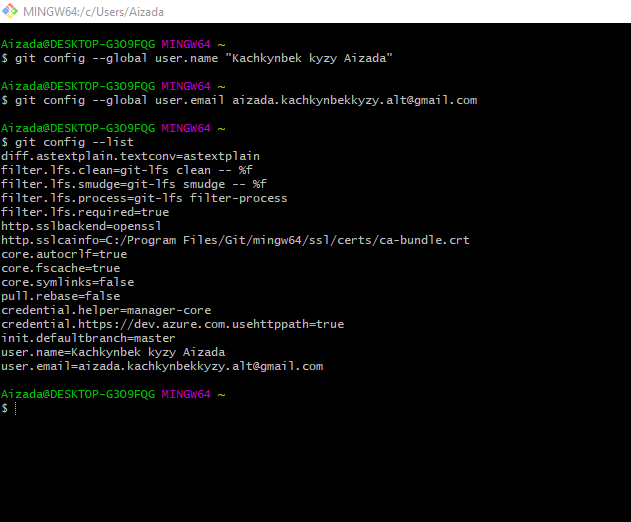 MINGW64:/c/Users/Aizada
Aizada@DESKTOP-G3O9FQG MINGW64 ~
$ git config --global user.name "Kachkynbek kyzy Aizada"
Aizada@DESKTOP-G3O9FQG MINGW64 ~
$ git config --global user.email aizada.kachkynbekkyzy.alt@gmail.com
Aizada@DESKTOP-G3O9FQG MINGW64 ~
$ git config --list
diff.astextplain.textconv=astextplain
filter.lfs.clean=git-lfs clean -- %f
filter.lfs.smudge=git-lfs smudge -- %f
filter.lfs.process=git-lfs filter-process
filter.lfs.required=true
http.sslbackend=openssl
http.sslcainfo=C:/Program Files/Git/mingw64/ssl/certs/ca-bundle.crt
core.autocrlf=true
core.fscache=true
core.symlinks=false
pull.rebase=false
credential.helper=manager-core
credential.https://dev.azure.com.usehttppath=true
init.defaultbranch=master
user.name=Kachkynbek kyzy Aizada
user.email=aizada.kachkynbekkyzy.alt@gmail.com
Aizada@DESKTOP-G3O9FQG MINGW64 ~
$